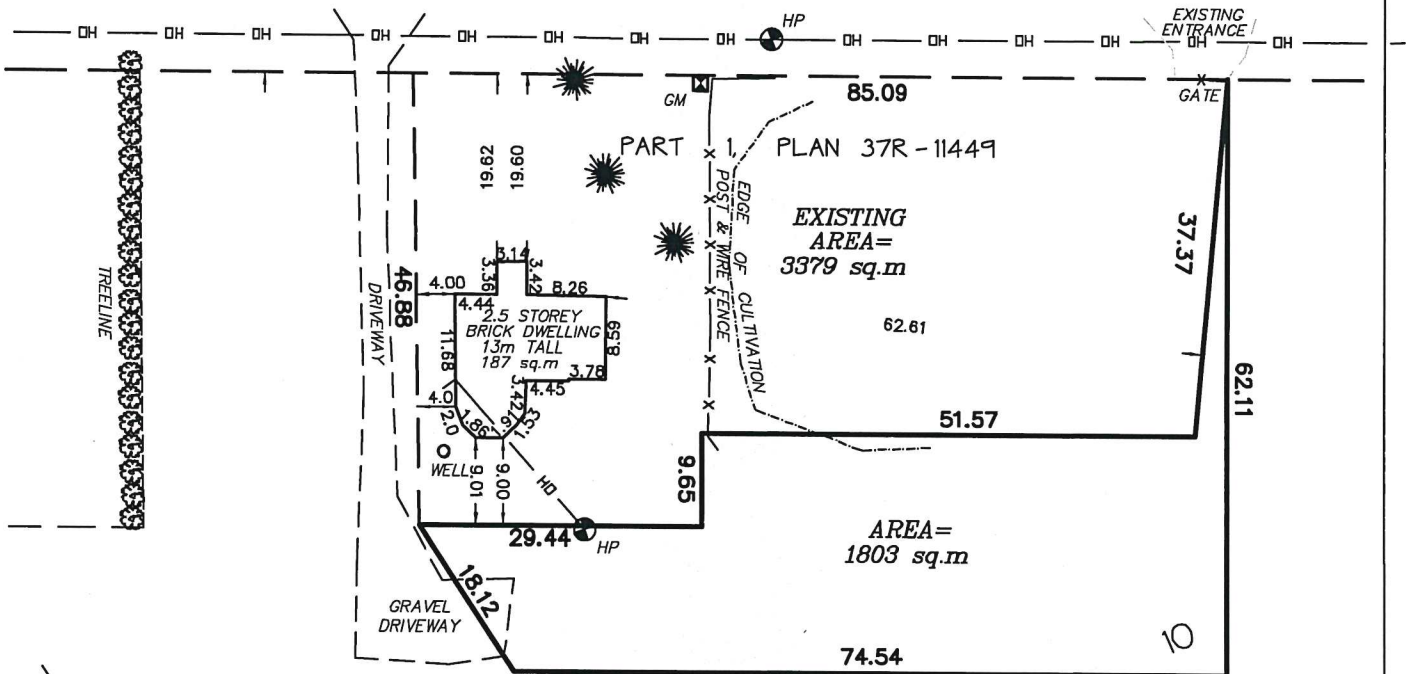 EXISTING
ENTRANCE
HP
OH OH OH OH OH OH OH OH OH OH OH OH OH OH
GM
85.09
GATE
PART 1, PLAN 37R-11449
19.62
19.60
EDGE OF CULTIVATION
POST & WIRE FENCE
EXISTING
AREA=
3379 sq.m
37.37
TREELINE
DRIVEWAY
46.88
3.14
3.36
3.42
4.00
4.44
8.26
2.5 STOREY
BRICK DWELLING
13m TALL
187 sq.m
11.68
8.59
62.61
62.11
3.78
4.45
3.42
4.0
2.0
1.86
1.91
1.53
51.57
WELL
9.01
9.00
OH
9.65
29.44
HP
AREA=
1803 sq.m
18.12
GRAVEL
DRIVEWAY
10
74.54